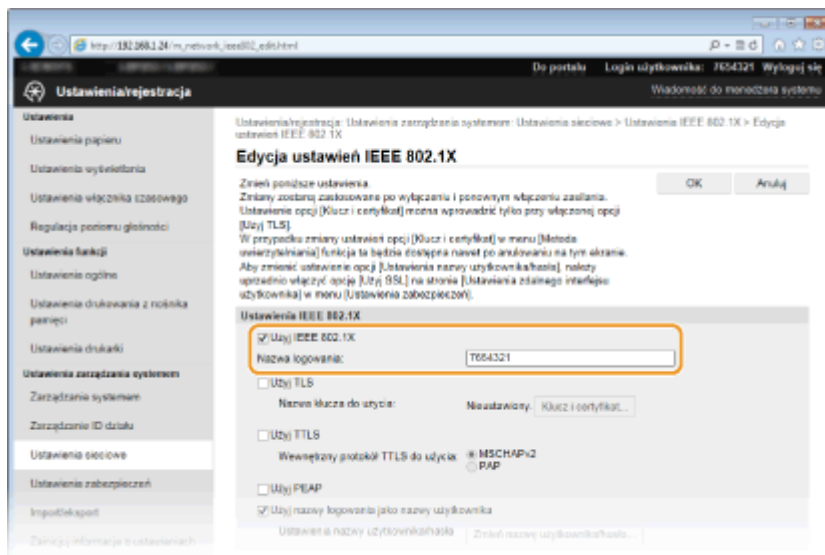 http://192.168.1.24/m_network_ieee802_edit.html
Do portalu Login użytkownika: 7654321 Wyloguj się
Ustawienia/rejestracja
Wiadomość do menedżera systemu
Ustawienia
Ustawienia papieru
Ustawienia wyświetlania
Ustawienia włącznika czasowego
Regulacja poziomu głośności
Ustawienia funkcji
Ustawienia ogólne
Ustawienia drukowania z nośnika
pamięci
Ustawienia drukarki
Ustawienia zarządzania systemem
Zarządzanie systemem
Zarządzanie ID działu
Ustawienia sieciowe
Ustawienia zabezpieczeń
Import/eksport
Zainicjuj informacje o ustawieniach
Ustawienia/rejestracja: Ustawienia zarządzania systemem: Ustawienia sieciowe > Ustawienia IEEE 802.1X > Edycja
ustawień IEEE 802.1X
Edycja ustawień IEEE 802.1X
Zmień poniższe ustawienia.
Zmiany zostaną zastosowane po wyłączeniu i ponownym włączeniu zasilania.
Ustawienie opcji [Klucz i certyfikat] można wprowadzić tylko przy włączonej opcji
[Użyj TLS].
W przypadku zmiany ustawień opcji [Klucz i certyfikat] w menu [Metoda
uwierzytelniania] funkcja ta będzie dostępna nawet po anulowaniu na tym ekranie.
Aby zmienić ustawienie opcji [Ustawienia nazwy użytkownika/hasła], należy
uprzednio włączyć opcję [Użyj SSL] na stronie [Ustawienia zdalnego interfejsu
użytkownika] w menu [Ustawienia zabezpieczeń].
OK Anuluj
Ustawienia IEEE 802.1X
Użyj IEEE 802.1X
Nazwa logowania: 7654321
Użyj TLS
Nazwa klucza do użycia: Nieustawiony. Klucz i certyfikat...
Użyj TTLS
Wewnętrzny protokół TTLS do użycia: MSCHAPv2
PAP
Użyj PEAP
Użyj nazwy logowania jako nazwy użytkownika
Ustawienia nazwy użytkownika/hasła Zmień nazwę użytkownika/hasło...